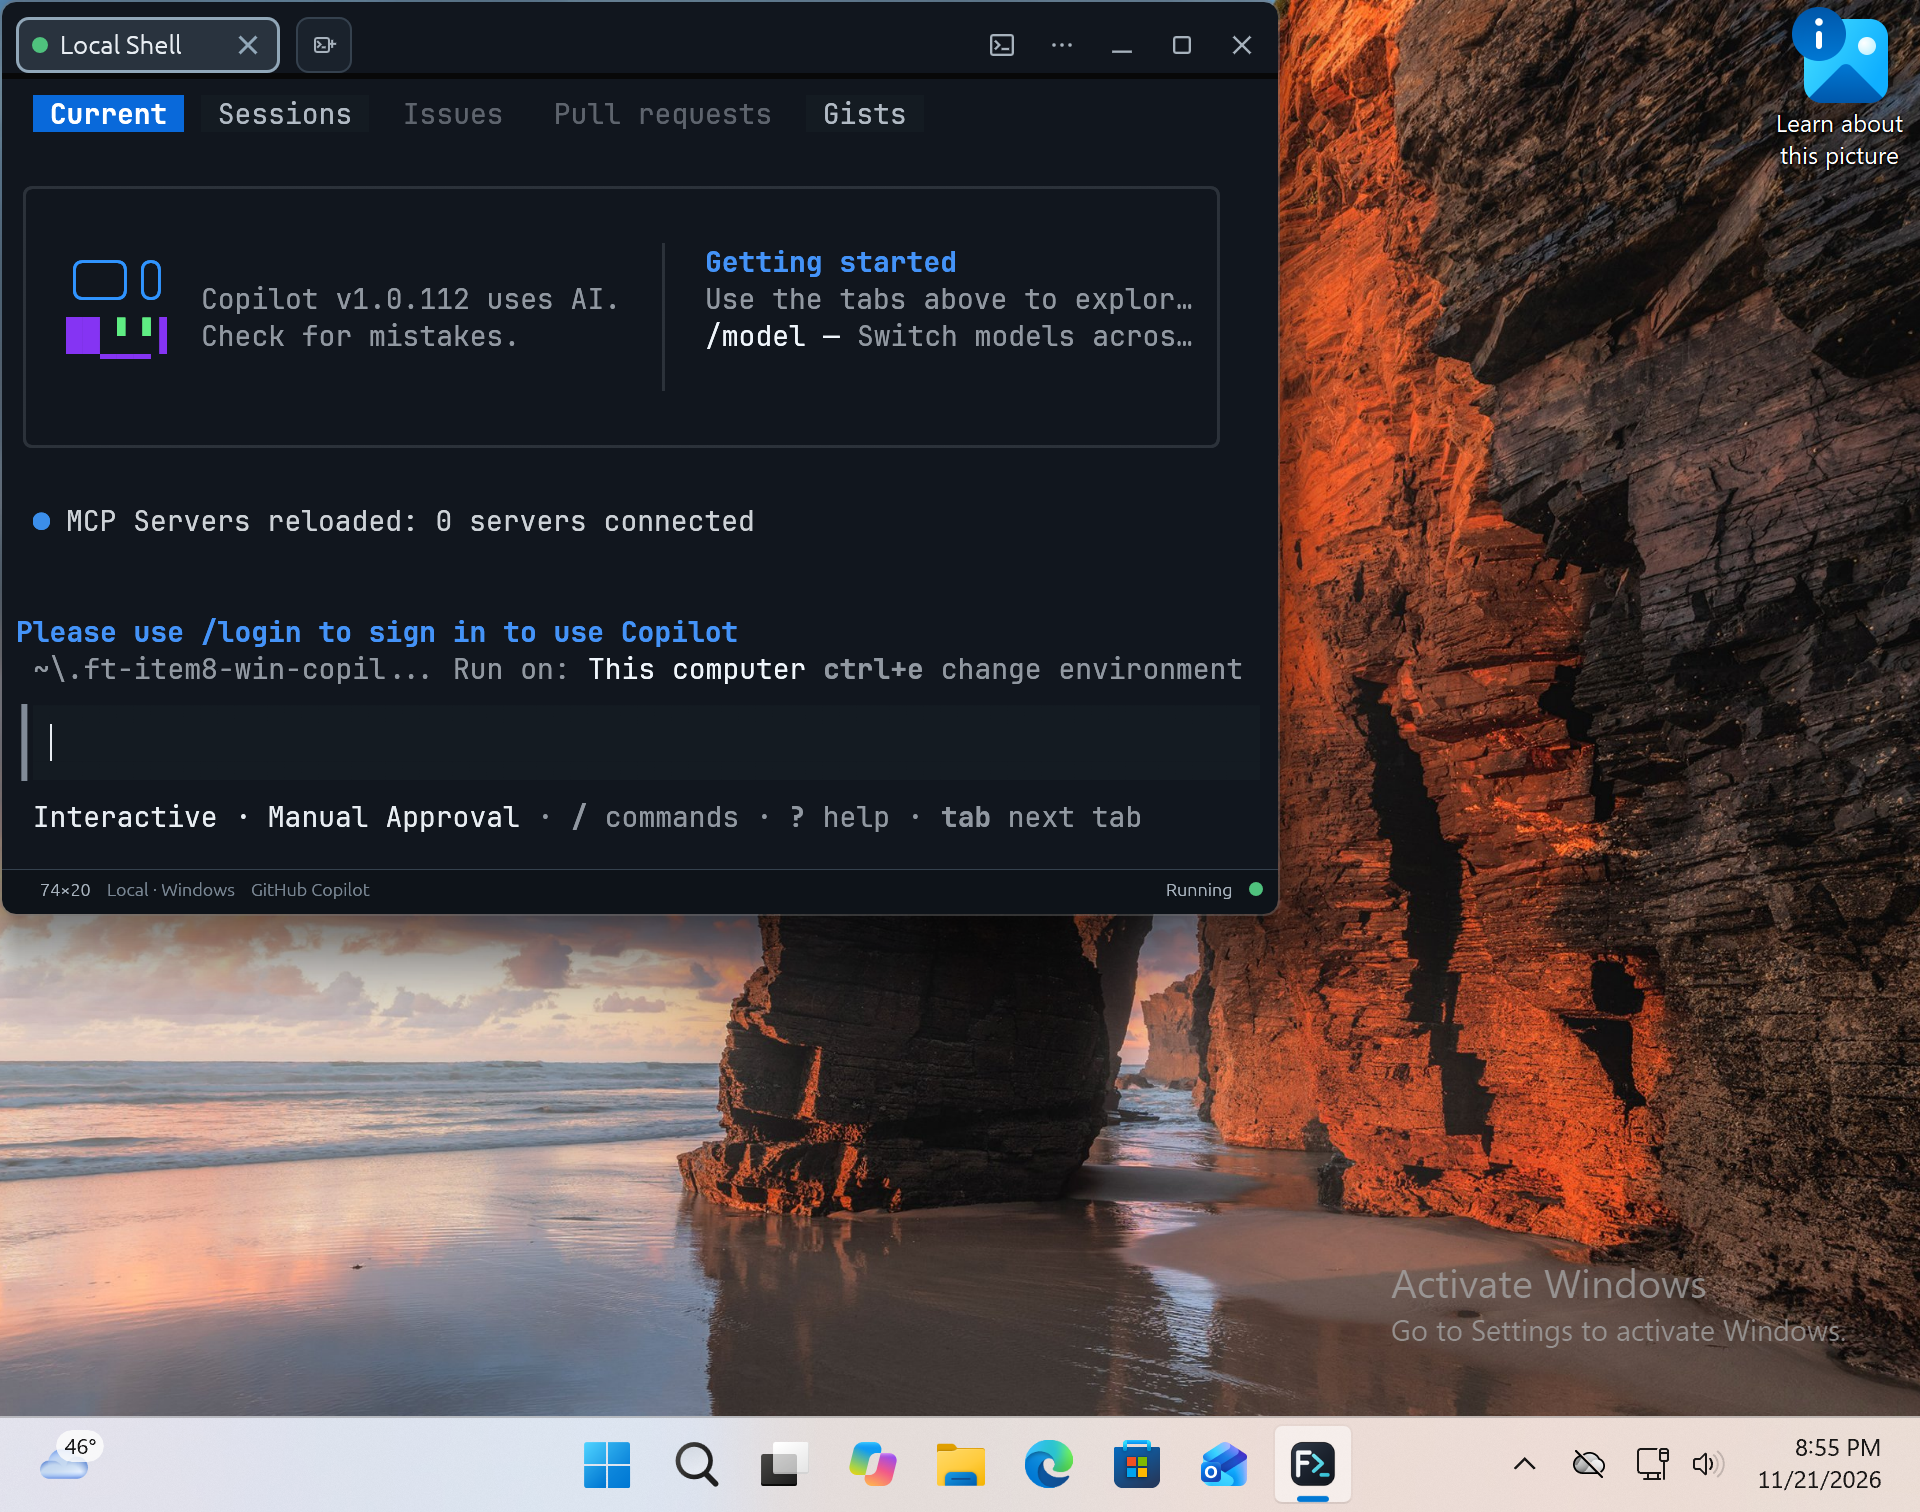 Local Shell
Current Sessions Issues Pull requests Gists
Copilot v1.0.112 uses AI.
Check for mistakes.
Getting started
Use the tabs above to explor…
/model — Switch models acros…
MCP Servers reloaded: 0 servers connected
Please use /login to sign in to use Copilot
~\.ft-item8-win-copil... Run on: This computer ctrl+e change environment
Interactive · Manual Approval · / commands · ? help · tab next tab
74×20 Local · Windows GitHub Copilot Running
Learn about
this picture
Activate Windows
Go to Settings to activate Windows.
46°
8:55 PM
11/21/2026